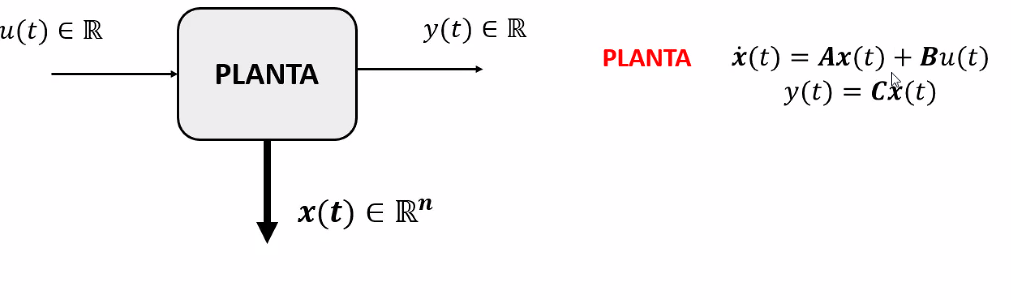 u(t) ∈ ℝ
y(t) ∈ ℝ
PLANTA
x(t) ∈ ℝⁿ
PLANTA ẋ(t) = Ax(t) + Bu(t)
y(t) = Cx(t)